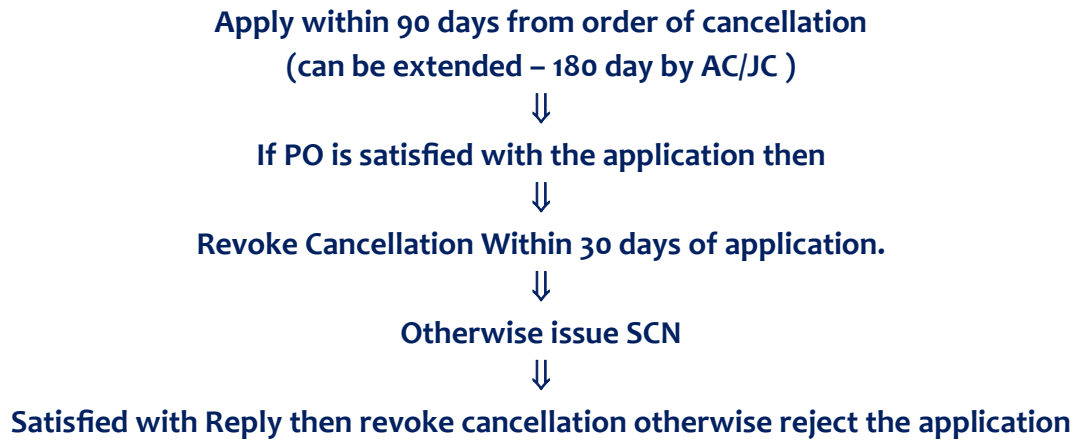 Apply within 90 days from order of cancellation
(can be extended – 180 day by AC/JC )
⇓
If PO is satisfied with the application then
⇓
Revoke Cancellation Within 30 days of application.
⇓
Otherwise issue SCN
⇓
Satisfied with Reply then revoke cancellation otherwise reject the application